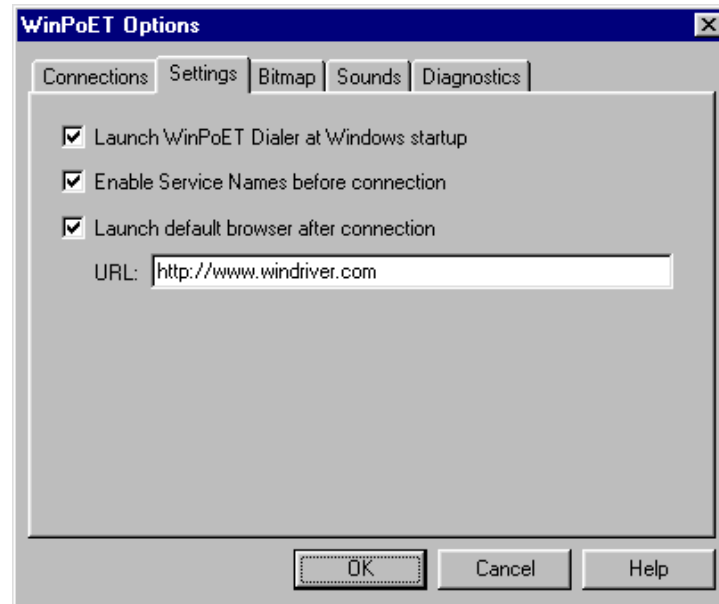 WinPoET Options
Connections Settings Bitmap Sounds Diagnostics
Launch WinPoET Dialer at Windows startup
Enable Service Names before connection
Launch default browser after connection
URL: http://www.windriver.com
OK Cancel Help